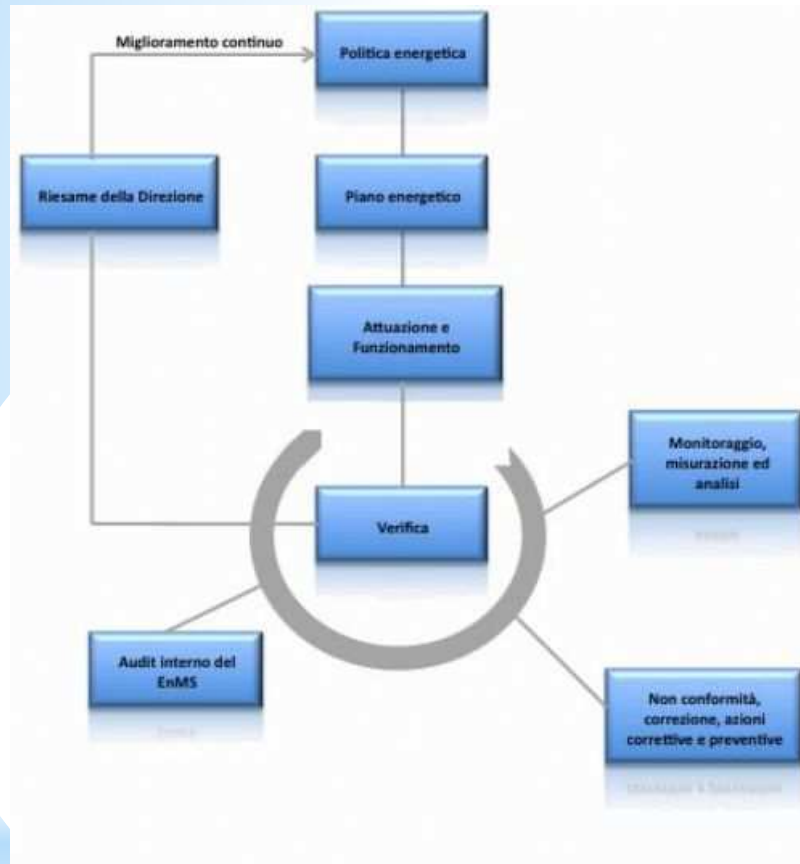 Miglioramento continuo
Politica energetica
Riesame della Direzione
Piano energetico
Attuazione e
Funzionamento
Monitoraggio,
misurazione ed
analisi
Verifica
Audit interno del
EnMS
Non conformità,
correzione, azioni
correttive e preventive